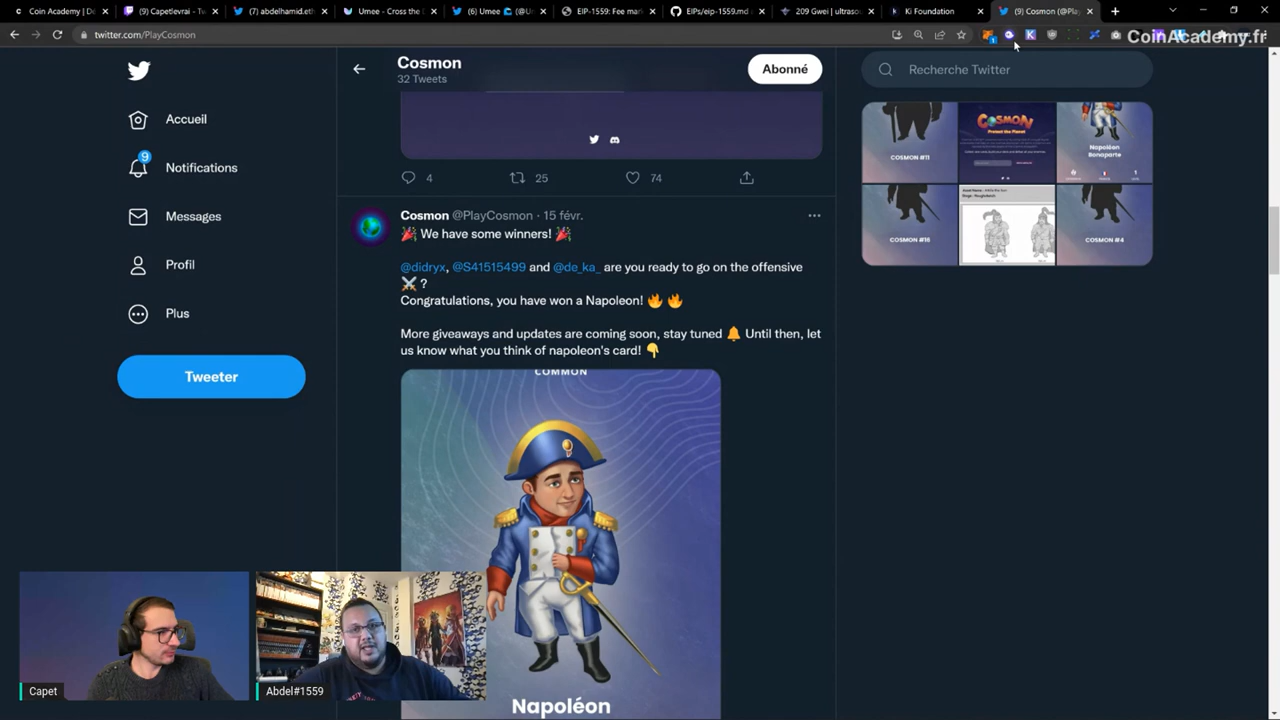 Coin Academy | Dé
(9) Capetlevrai - Tw
(7) abdelhamid.eth
Umee - Cross the D
(6) Umee
EIP-1559: Fee mark
EIPs/eip-1559.md a
209 Gwei | ultrasou
Ki Foundation
(9) Cosmon (@Play
twitter.com/PlayCosmon
CoinAcademy.fr
Cosmon
32 Tweets
Abonné
Recherche Twitter
Accueil
9
Notifications
Messages
Profil
Plus
Tweeter
4
25
74
Cosmon @PlayCosmon · 15 févr.
🎉 We have some winners! 🎉
@didryx, @S41515499 and @de_ka_ are you ready to go on the offensive
⚔️ ?
Congratulations, you have won a Napoleon! 🔥 🔥
More giveaways and updates are coming soon, stay tuned 🔔 Until then, let
us know what you think of napoleon's card! 👇
COMMON
Napoléon
COSMON #11
COSMON
Protect the Planet
Napoléon
Bonaparte
COSMON #16
COSMON #4
Capet
Abdel#1559